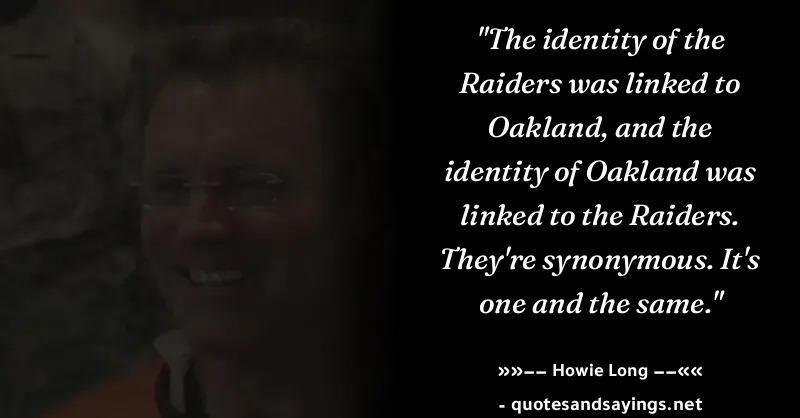 "The identity of the
Raiders was linked to
Oakland, and the
identity of Oakland was
linked to the Raiders.
They're synonymous. It's
one and the same."
»»–– Howie Long ––««
- quotesandsayings.net